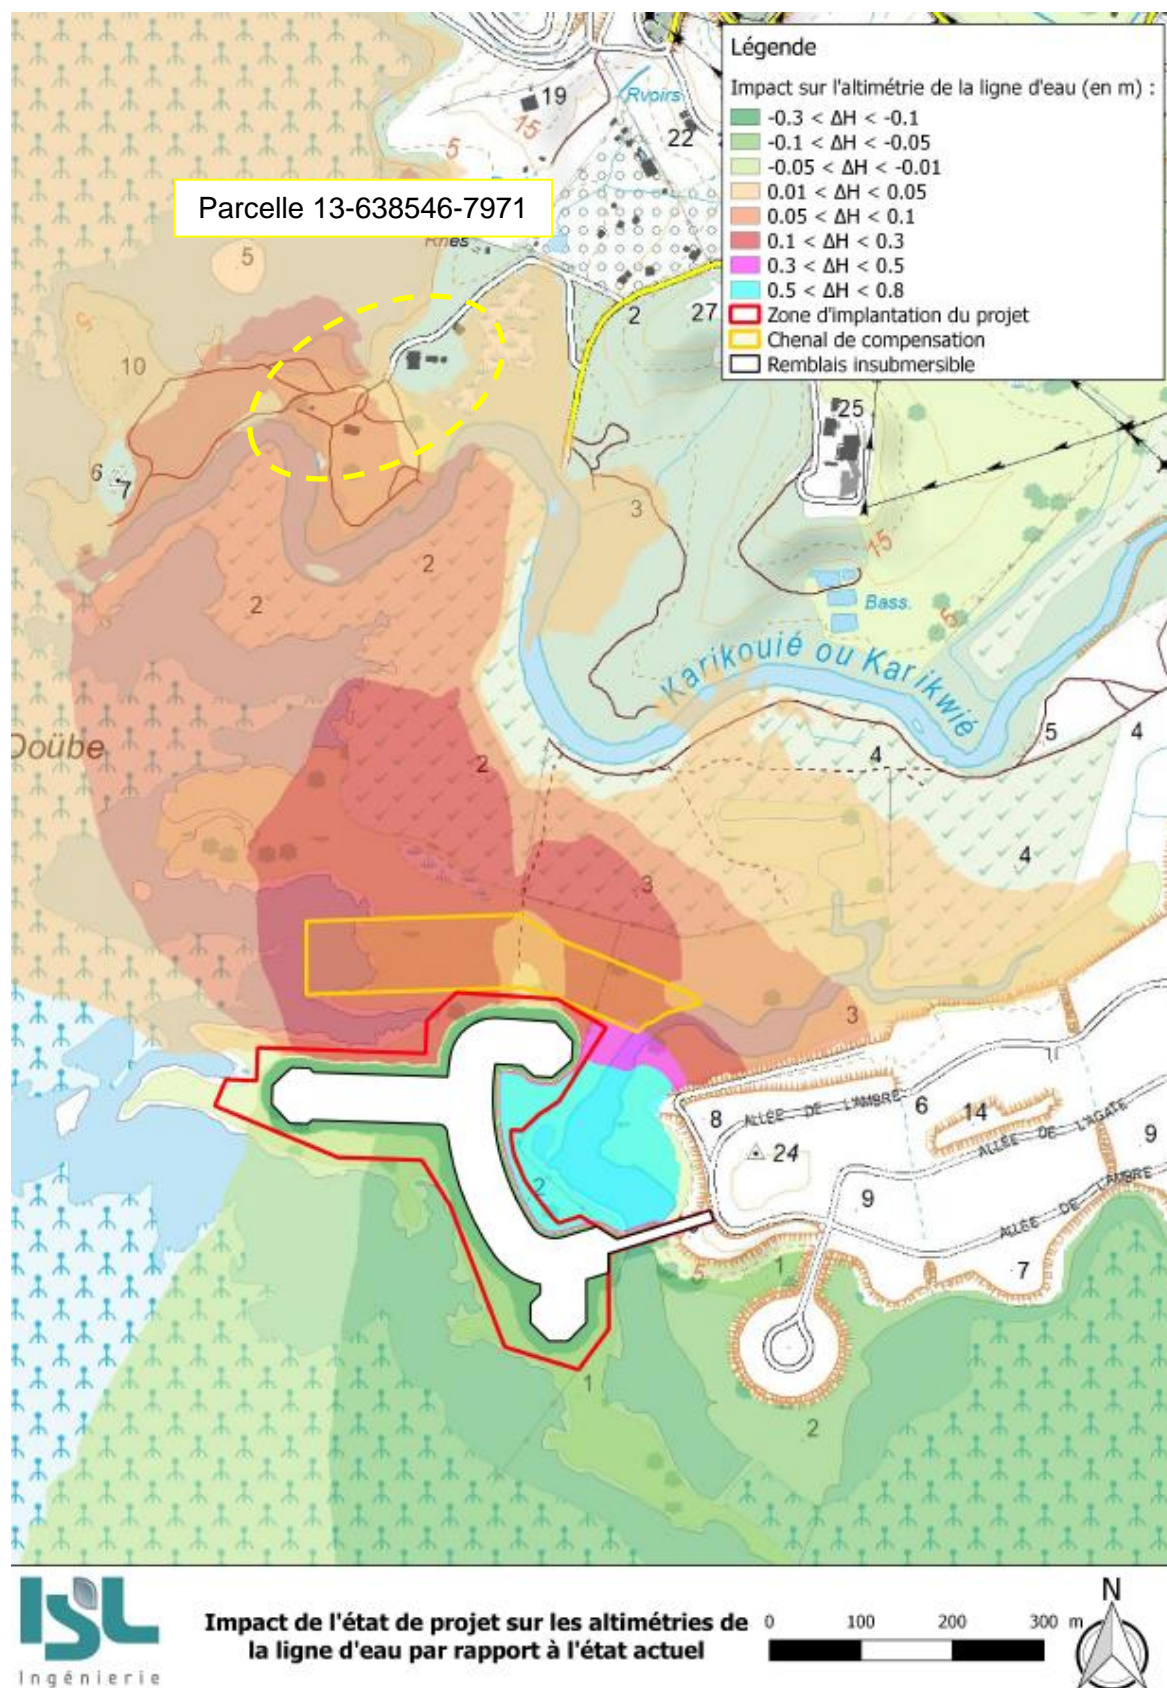 Légende
Impact sur l'altimétrie de la ligne d'eau (en m) :
-0.3 < ΔH < -0.1
-0.1 < ΔH < -0.05
-0.05 < ΔH < -0.01
0.01 < ΔH < 0.05
0.05 < ΔH < 0.1
0.1 < ΔH < 0.3
0.3 < ΔH < 0.5
0.5 < ΔH < 0.8
Zone d'implantation du projet
Chenal de compensation
Remblais insubmersible
19
15
5
Rvoirs
22
Parcelle 13-638546-7971
5
5
10
2
27
25
6
7
3
15
2
2
Bass.
5
Karikouié ou Karikwié
Doübe
2
5
4
4
4
3
3
8
ALLÉE DE L'AMBRE
6
14
ALLÉE DE L'AGATE
9
24
9
ALLÉE DE L'AMBRE
2
5
1
7
1
2
ISL
Ingénierie
Impact de l'état de projet sur les altimétries de
la ligne d'eau par rapport à l'état actuel
0 100 200 300 m
N